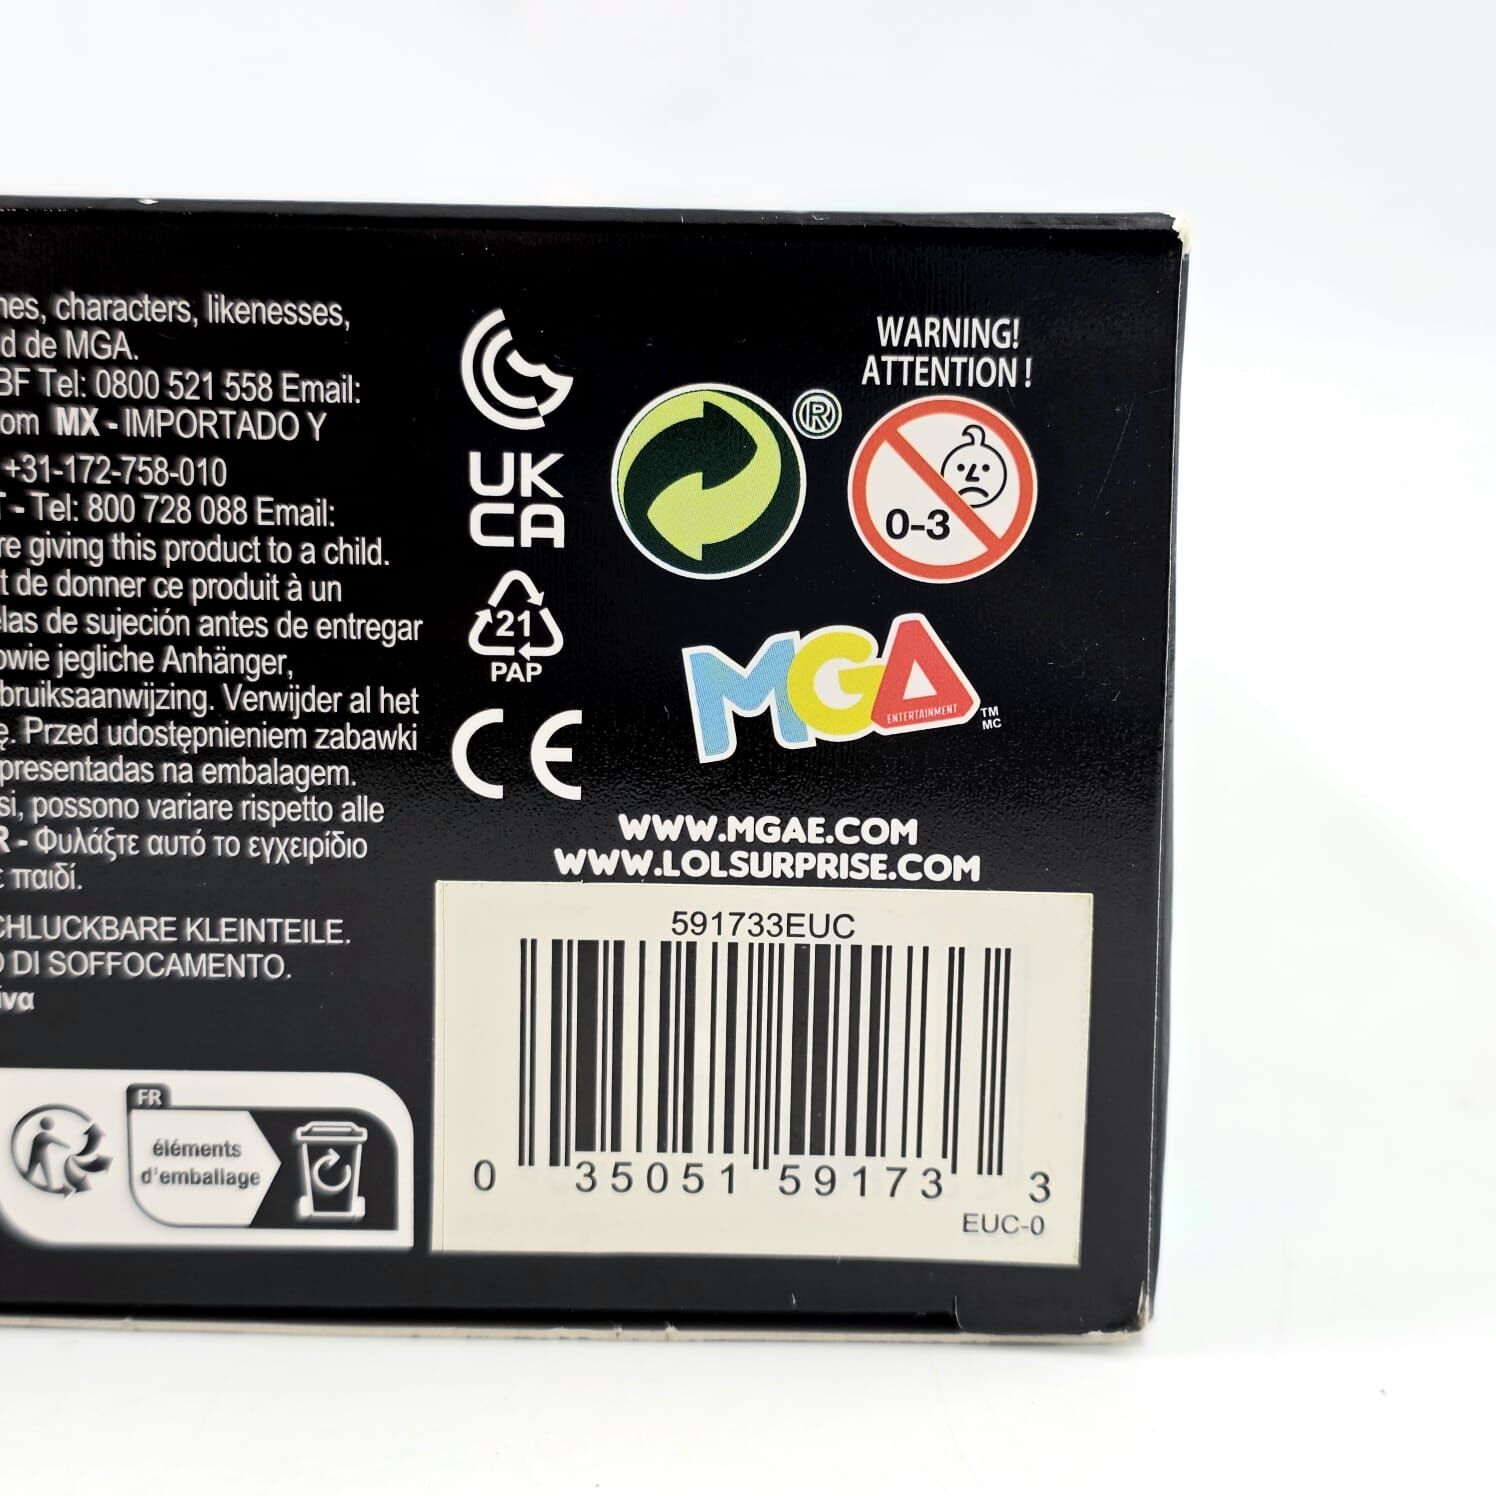 nes, characters, likenesses,
d de MGA.
BF Tel: 0800 521 558 Email:
om MX - IMPORTADO Y
+31-172-758-010
T - Tel: 800 728 088 Email:
re giving this product to a child.
t de donner ce produit à un
elas de sujeción antes de entregar
owie jegliche Anhänger,
bruiksaanwijzing. Verwijder al het
ę. Przed udostępnieniem zabawki
presentadas na embalagem.
si, possono variare rispetto alle
R - Φυλάξτε αυτό το εγχειρίδιο
ε παιδί.
CHLUCKBARE KLEINTEILE.
O DI SOFFOCAMENTO.
ίνα
FR
éléments
d'emballage
UK
CA
21
PAP
CE
®
WARNING!
ATTENTION !
0-3
MGA
ENTERTAINMENT
TM
MC
WWW.MGAE.COM
WWW.LOLSURPRISE.COM
591733EUC
0 35051 59173 3
EUC-0